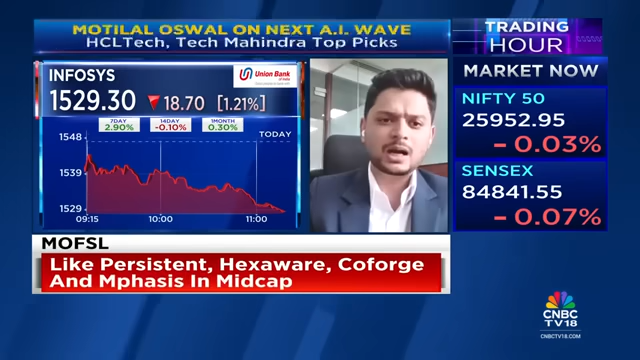 MOTILAL OSWAL ON NEXT A.I. WAVE
HCLTech, Tech Mahindra Top Picks
TRADING
HOUR
INFOSYS
Union Bank
of India
1529.30 ▼ 18.70 [1.21%]
7DAY 14DAY 1MONTH
2.90% -0.10% 0.30%
TODAY
1548
1539
1529
09:15 10:00 11:00
MARKET NOW
NIFTY 50
25952.95
- 0.03%
SENSEX
84841.55
- 0.07%
MOFSL
Like Persistent, Hexaware, Coforge
And Mphasis In Midcap
CNBC
TV18
CNBCTV18.COM